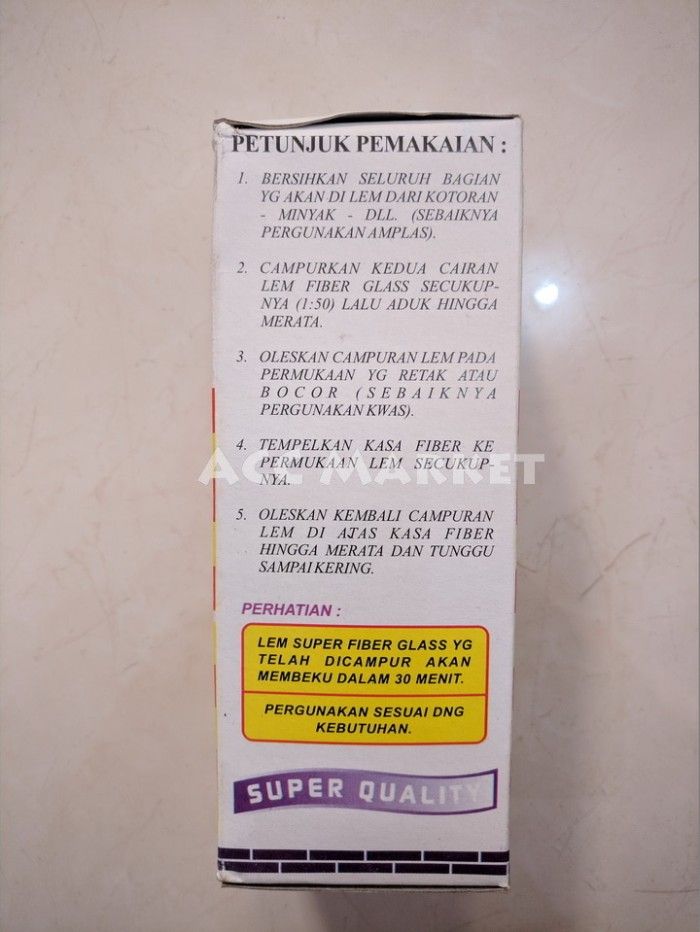 PETUNJUK PEMAKAIAN :
1. BERSIHKAN SELURUH BAGIAN
YG AKAN DI LEM DARI KOTORAN
- MINYAK - DLL. (SEBAIKNYA
PERGUNAKAN AMPLAS).
2. CAMPURKAN KEDUA CAIRAN
LEM FIBER GLASS SECUKUP-
NYA (1:50) LALU ADUK HINGGA
MERATA.
3. OLESKAN CAMPURAN LEM PADA
PERMUKAAN YG RETAK ATAU
BOCOR (SEBAIKNYA
PERGUNAKAN KWAS).
4. TEMPELKAN KASA FIBER KE
PERMUKAAN LEM SECUKUP-
NYA.
ACC MARKET
5. OLESKAN KEMBALI CAMPURAN
LEM DI ATAS KASA FIBER
HINGGA MERATA DAN TUNGGU
SAMPAI KERING.
PERHATIAN :
LEM SUPER FIBER GLASS YG
TELAH DICAMPUR AKAN
MEMBEKU DALAM 30 MENIT.
PERGUNAKAN SESUAI DNG
KEBUTUHAN.
SUPER QUALITY